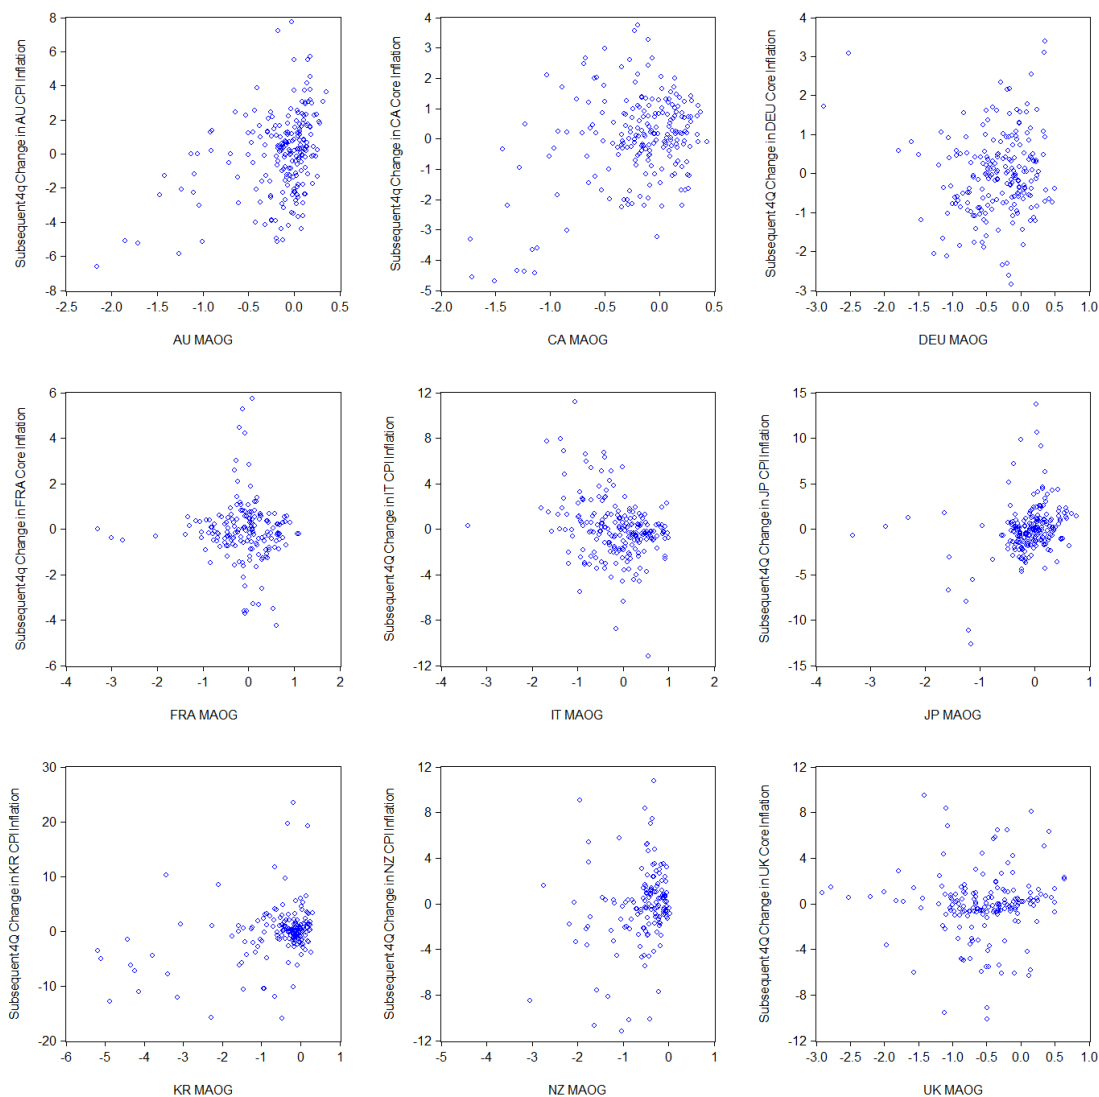 Subsequent 4q Change in AU CPI Inflation
8
6
4
2
0
-2
-4
-6
-8
-2.5 -2.0 -1.5 -1.0 -0.5 0.0 0.5
AU MAOG
Subsequent 4q Change in CA Core Inflation
4
3
2
1
0
-1
-2
-3
-4
-5
-2.0 -1.5 -1.0 -0.5 0.0 0.5
CA MAOG
Subsequent 4Q Change in DEU Core Inflation
4
3
2
1
0
-1
-2
-3
-3.0 -2.5 -2.0 -1.5 -1.0 -0.5 0.0 0.5 1.0
DEU MAOG
Subsequent 4q Change in FRA Core Inflation
6
4
2
0
-2
-4
-6
-4 -3 -2 -1 0 1 2
FRA MAOG
Subsequent 4Q Change in IT CPI Inflation
12
8
4
0
-4
-8
-12
-4 -3 -2 -1 0 1 2
IT MAOG
Subsequent 4Q Change in JP CPI Inflation
15
10
5
0
-5
-10
-15
-4 -3 -2 -1 0 1
JP MAOG
Subsequent 4Q Change in KR CPI Inflation
30
20
10
0
-10
-20
-6 -5 -4 -3 -2 -1 0 1
KR MAOG
Subsequent 4Q Change in NZ CPI Inflation
12
8
4
0
-4
-8
-12
-5 -4 -3 -2 -1 0 1
NZ MAOG
Subsequent 4Q Change in UK Core Inflation
12
8
4
0
-4
-8
-12
-3.0 -2.5 -2.0 -1.5 -1.0 -0.5 0.0 0.5 1.0
UK MAOG